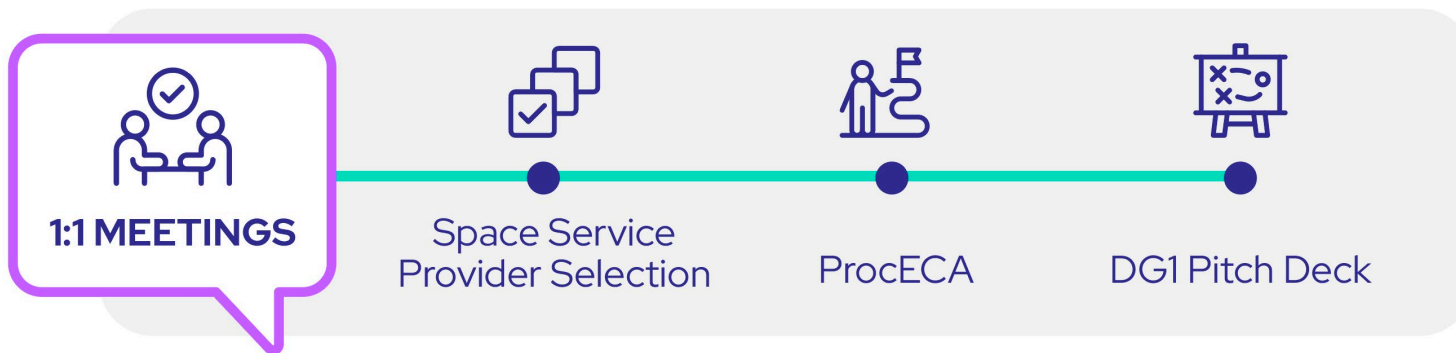 1:1 MEETINGS
Space Service
Provider Selection
ProcECA
DG1 Pitch Deck